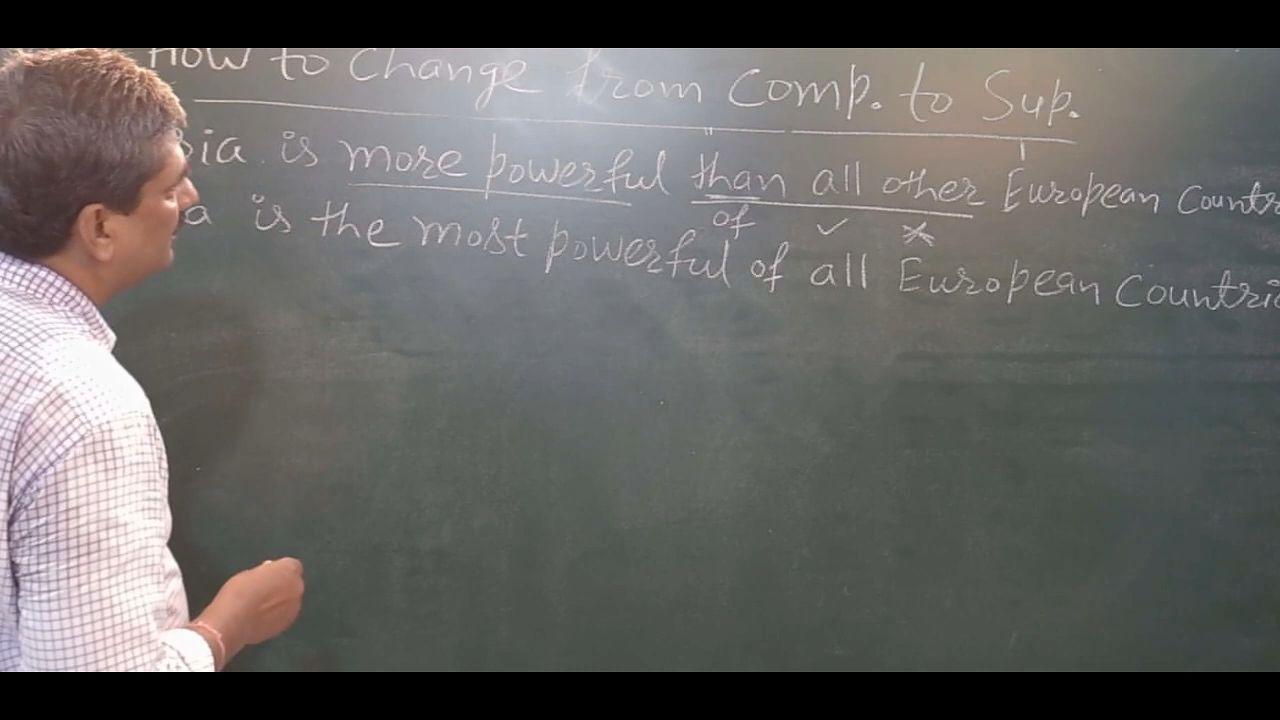 How to Change from Comp. to Sup.
is more powerful than all other European Countr
of ✓ ×
is the most powerful of all European Countri